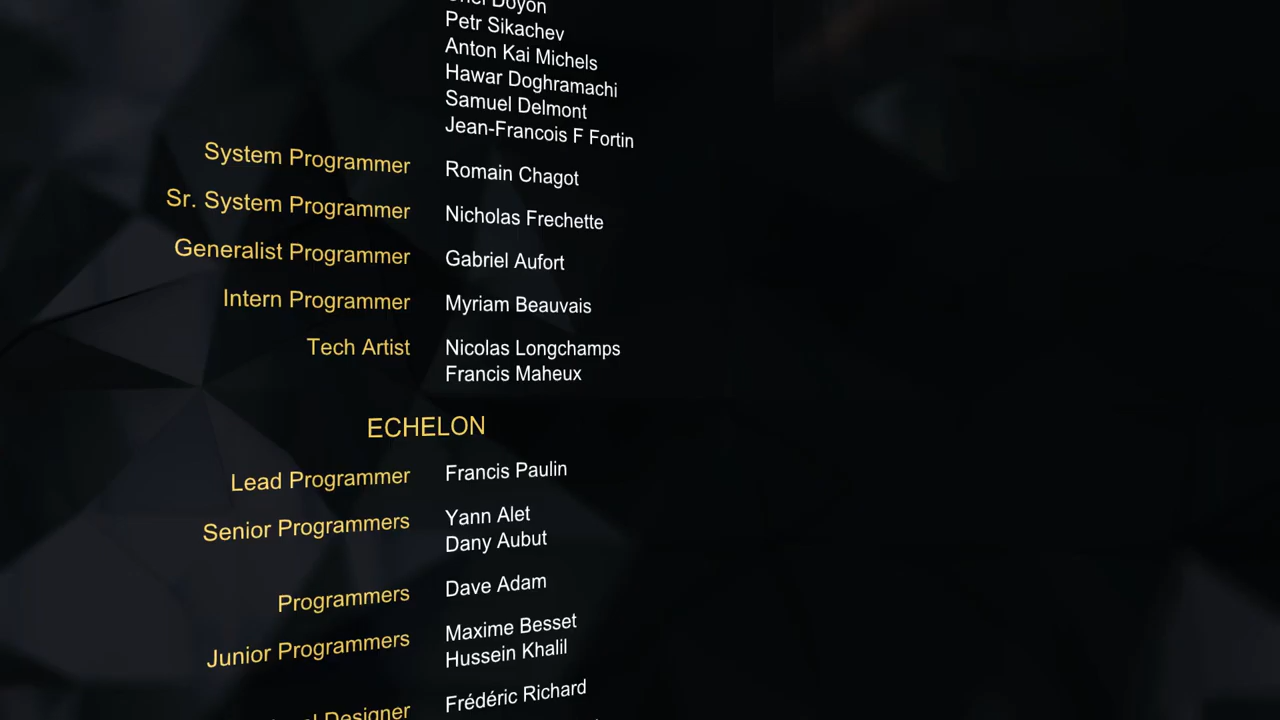 Doyon
Petr Sikachev
Anton Kai Michels
Hawar Doghramachi
Samuel Delmont
Jean-Francois F Fortin
System Programmer Romain Chagot
Sr. System Programmer Nicholas Frechette
Generalist Programmer Gabriel Aufort
Intern Programmer Myriam Beauvais
Tech Artist Nicolas Longchamps
Francis Maheux
ECHELON
Lead Programmer Francis Paulin
Senior Programmers Yann Alet
Dany Aubut
Programmers Dave Adam
Junior Programmers Maxime Besset
Hussein Khalil
Designer Frédéric Richard